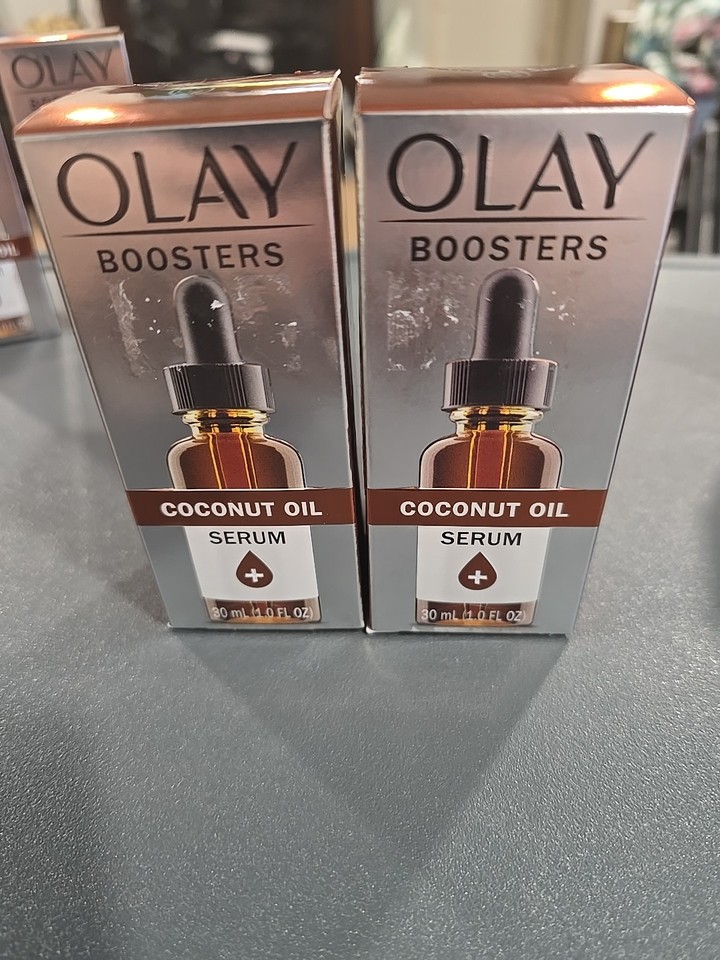 OLAY
OLAY
BOOSTERS
COCONUT OIL
SERUM
30 mL (1.0 FL OZ)
OLAY
BOOSTERS
COCONUT OIL
SERUM
30 mL (1.0 FL OZ)
OIL